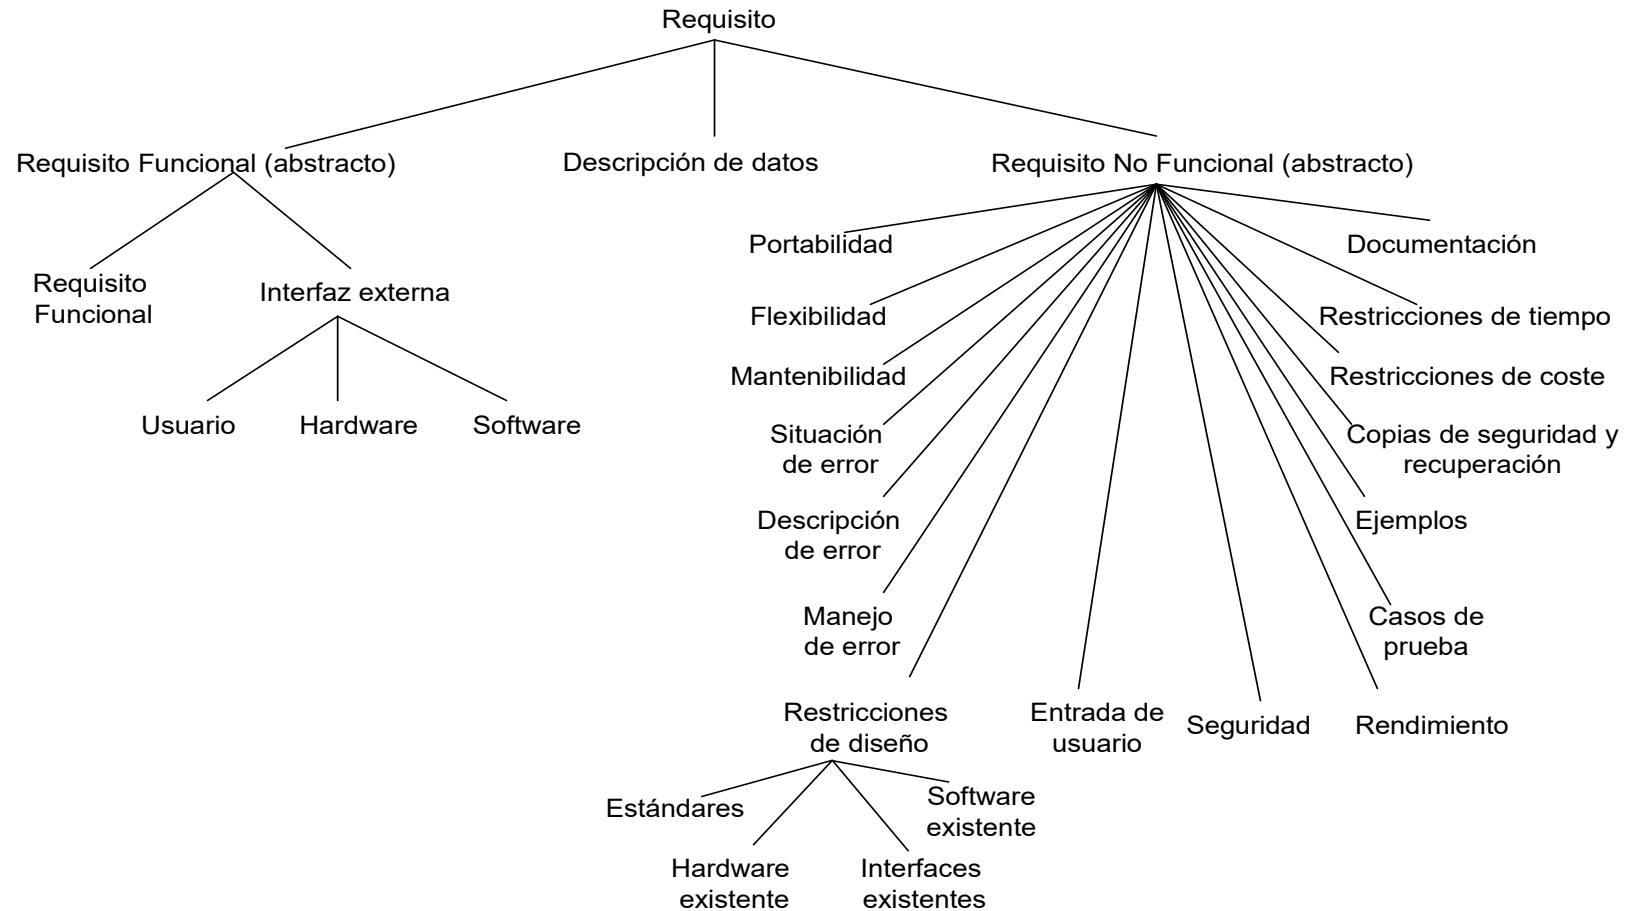 Requisito
Requisito Funcional (abstracto)
Descripción de datos
Requisito No Funcional (abstracto)
Portabilidad
Documentación
Requisito
Funcional
Interfaz externa
Flexibilidad
Restricciones de tiempo
Mantenibilidad
Restricciones de coste
Usuario
Hardware
Software
Situación
de error
Copias de seguridad y
recuperación
Descripción
de error
Ejemplos
Manejo
de error
Casos de
prueba
Restricciones
de diseño
Entrada de
usuario
Seguridad
Rendimiento
Estándares
Software
existente
Hardware
existente
Interfaces
existentes